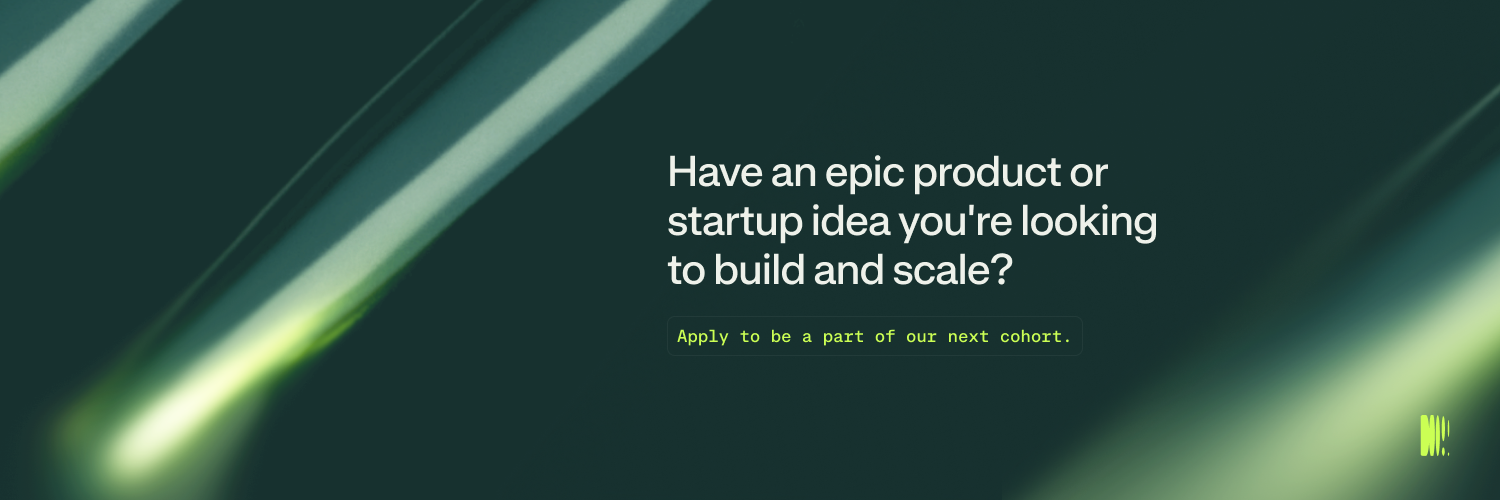 Have an epic product or
startup idea you're looking
to build and scale?
Apply to be a part of our next cohort.